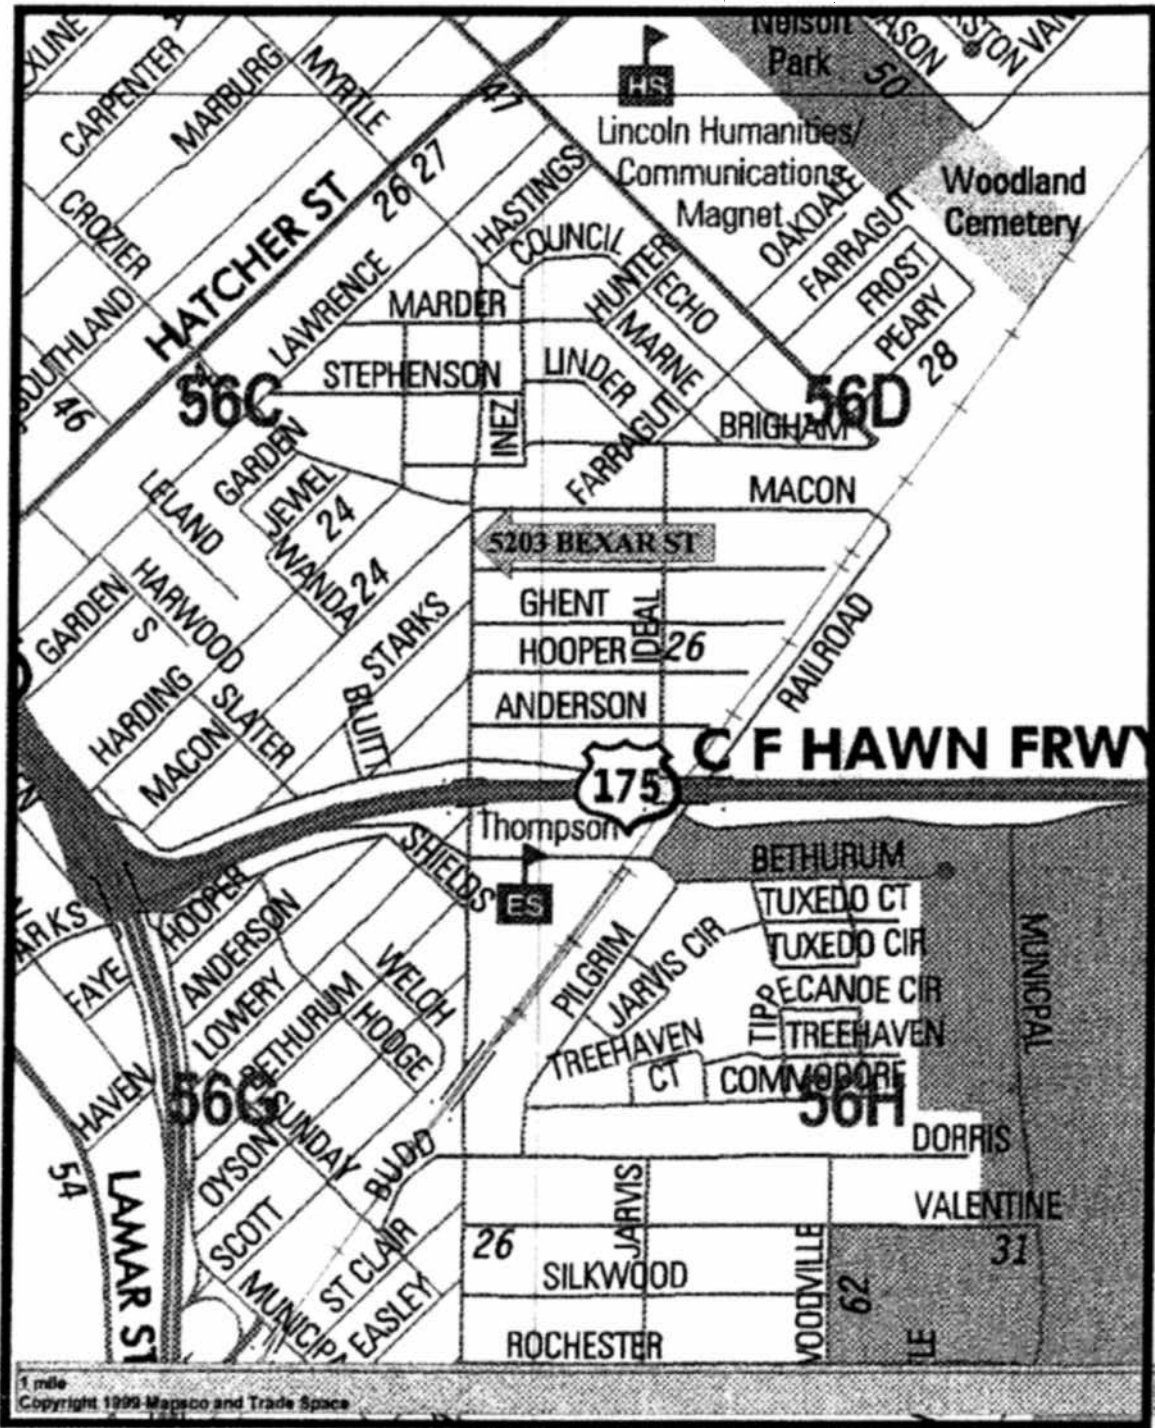 Nelson
Park
CARPENTER
MARBURG
MYRTLE
47
HS
50
Lincoln Humanities/
Communications
Magnet
Woodland
Cemetery
CROZIER
HATCHER ST
26
27
HASTINGS
COUNCIL
OAKDALE
FARRAGUT
FROST
PEARY
28
SOUTHLAND
46
LAWRENCE
MARDER
HUNTER
ECHO
MARNE
STEPHENSON
LINDER
INEZ
56C
56D
FARRAGUT
BRIGHAM
MACON
GARDEN
JEWEL
24
LELAND
WANDA
24
5203 BEXAR ST
GHENT
HOOPER
IDEAL
26
ANDERSON
RAILROAD
GARDEN
S HARWOOD
STARKS
BLUITT
HARDING
SLATER
MACON
C F HAWN FRWY
175
Thompson
ES
SHIELDS
BETHURUM
TUXEDO CT
TUXEDO CIR
TIPPECANOE CIR
TREEHAVEN
COMMODORE
MUNICPAL
HOOPER
ANDERSON
LOWERY
BETHURUM
WELCH
HODGE
PILGRIM
JARVIS CIR
TREEHAVEN
CT
ARKS
FAYE
HAVEN
56G
56H
SUNDAY
BUDD
OYSON
SCOTT
DORRIS
VALENTINE
54
LAMAR ST
MUNICIPA
ST CLAIR
EASLEY
26
JARVIS
SILKWOOD
ROCHESTER
62
31
1 mile
Copyright 1999 Mapsco and Trade Space